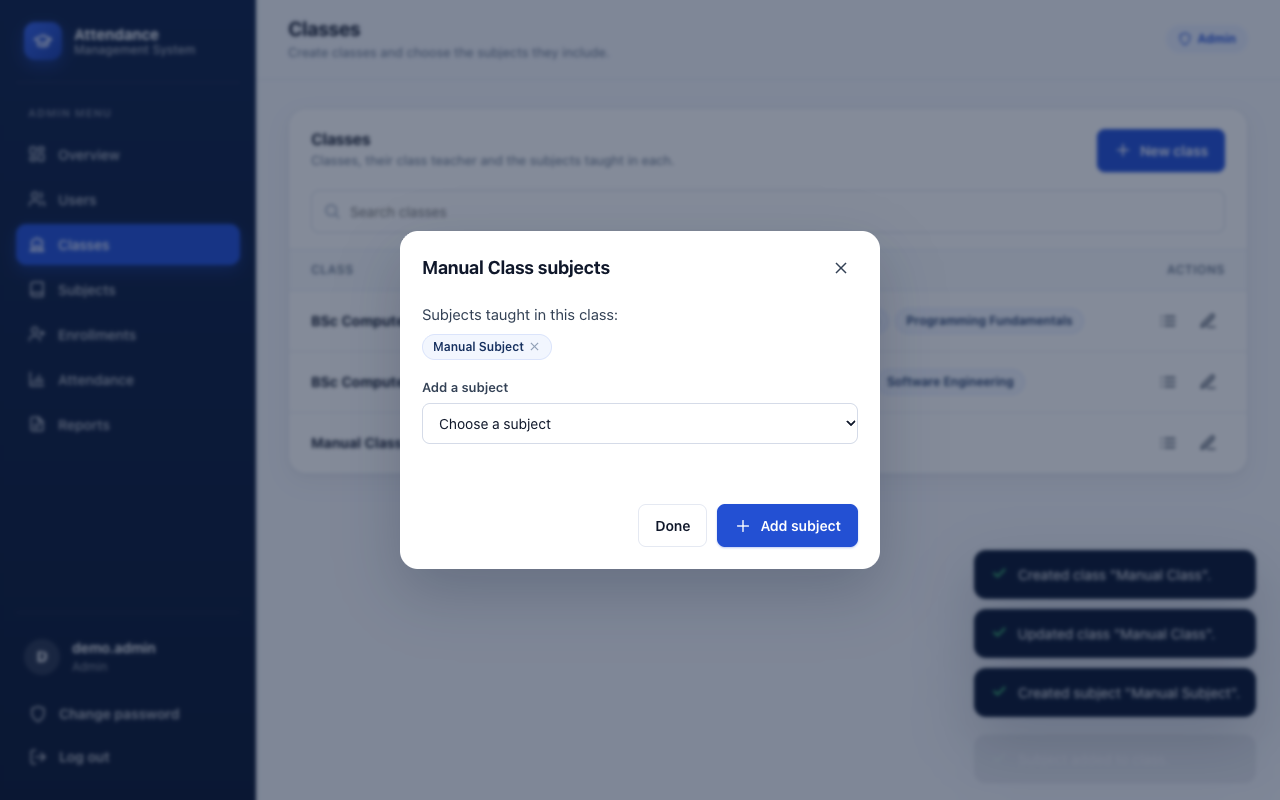 Attendance
Management System
ADMIN MENU
Overview
Users
Classes
Subjects
Enrollments
Attendance
Reports
demo.admin
Admin
Change password
Log out
Classes
Create classes and choose the subjects they include.
Admin
Classes
Classes, their class teacher and the subjects taught in each.
New class
Search classes
CLASS
ACTIONS
BSc Compute
Programming Fundamentals
BSc Compute
Software Engineering
Manual Class
Manual Class subjects
Subjects taught in this class:
Manual Subject
Add a subject
Choose a subject
Done
Add subject
Created class "Manual Class".
Updated class "Manual Class".
Created subject "Manual Subject".
D